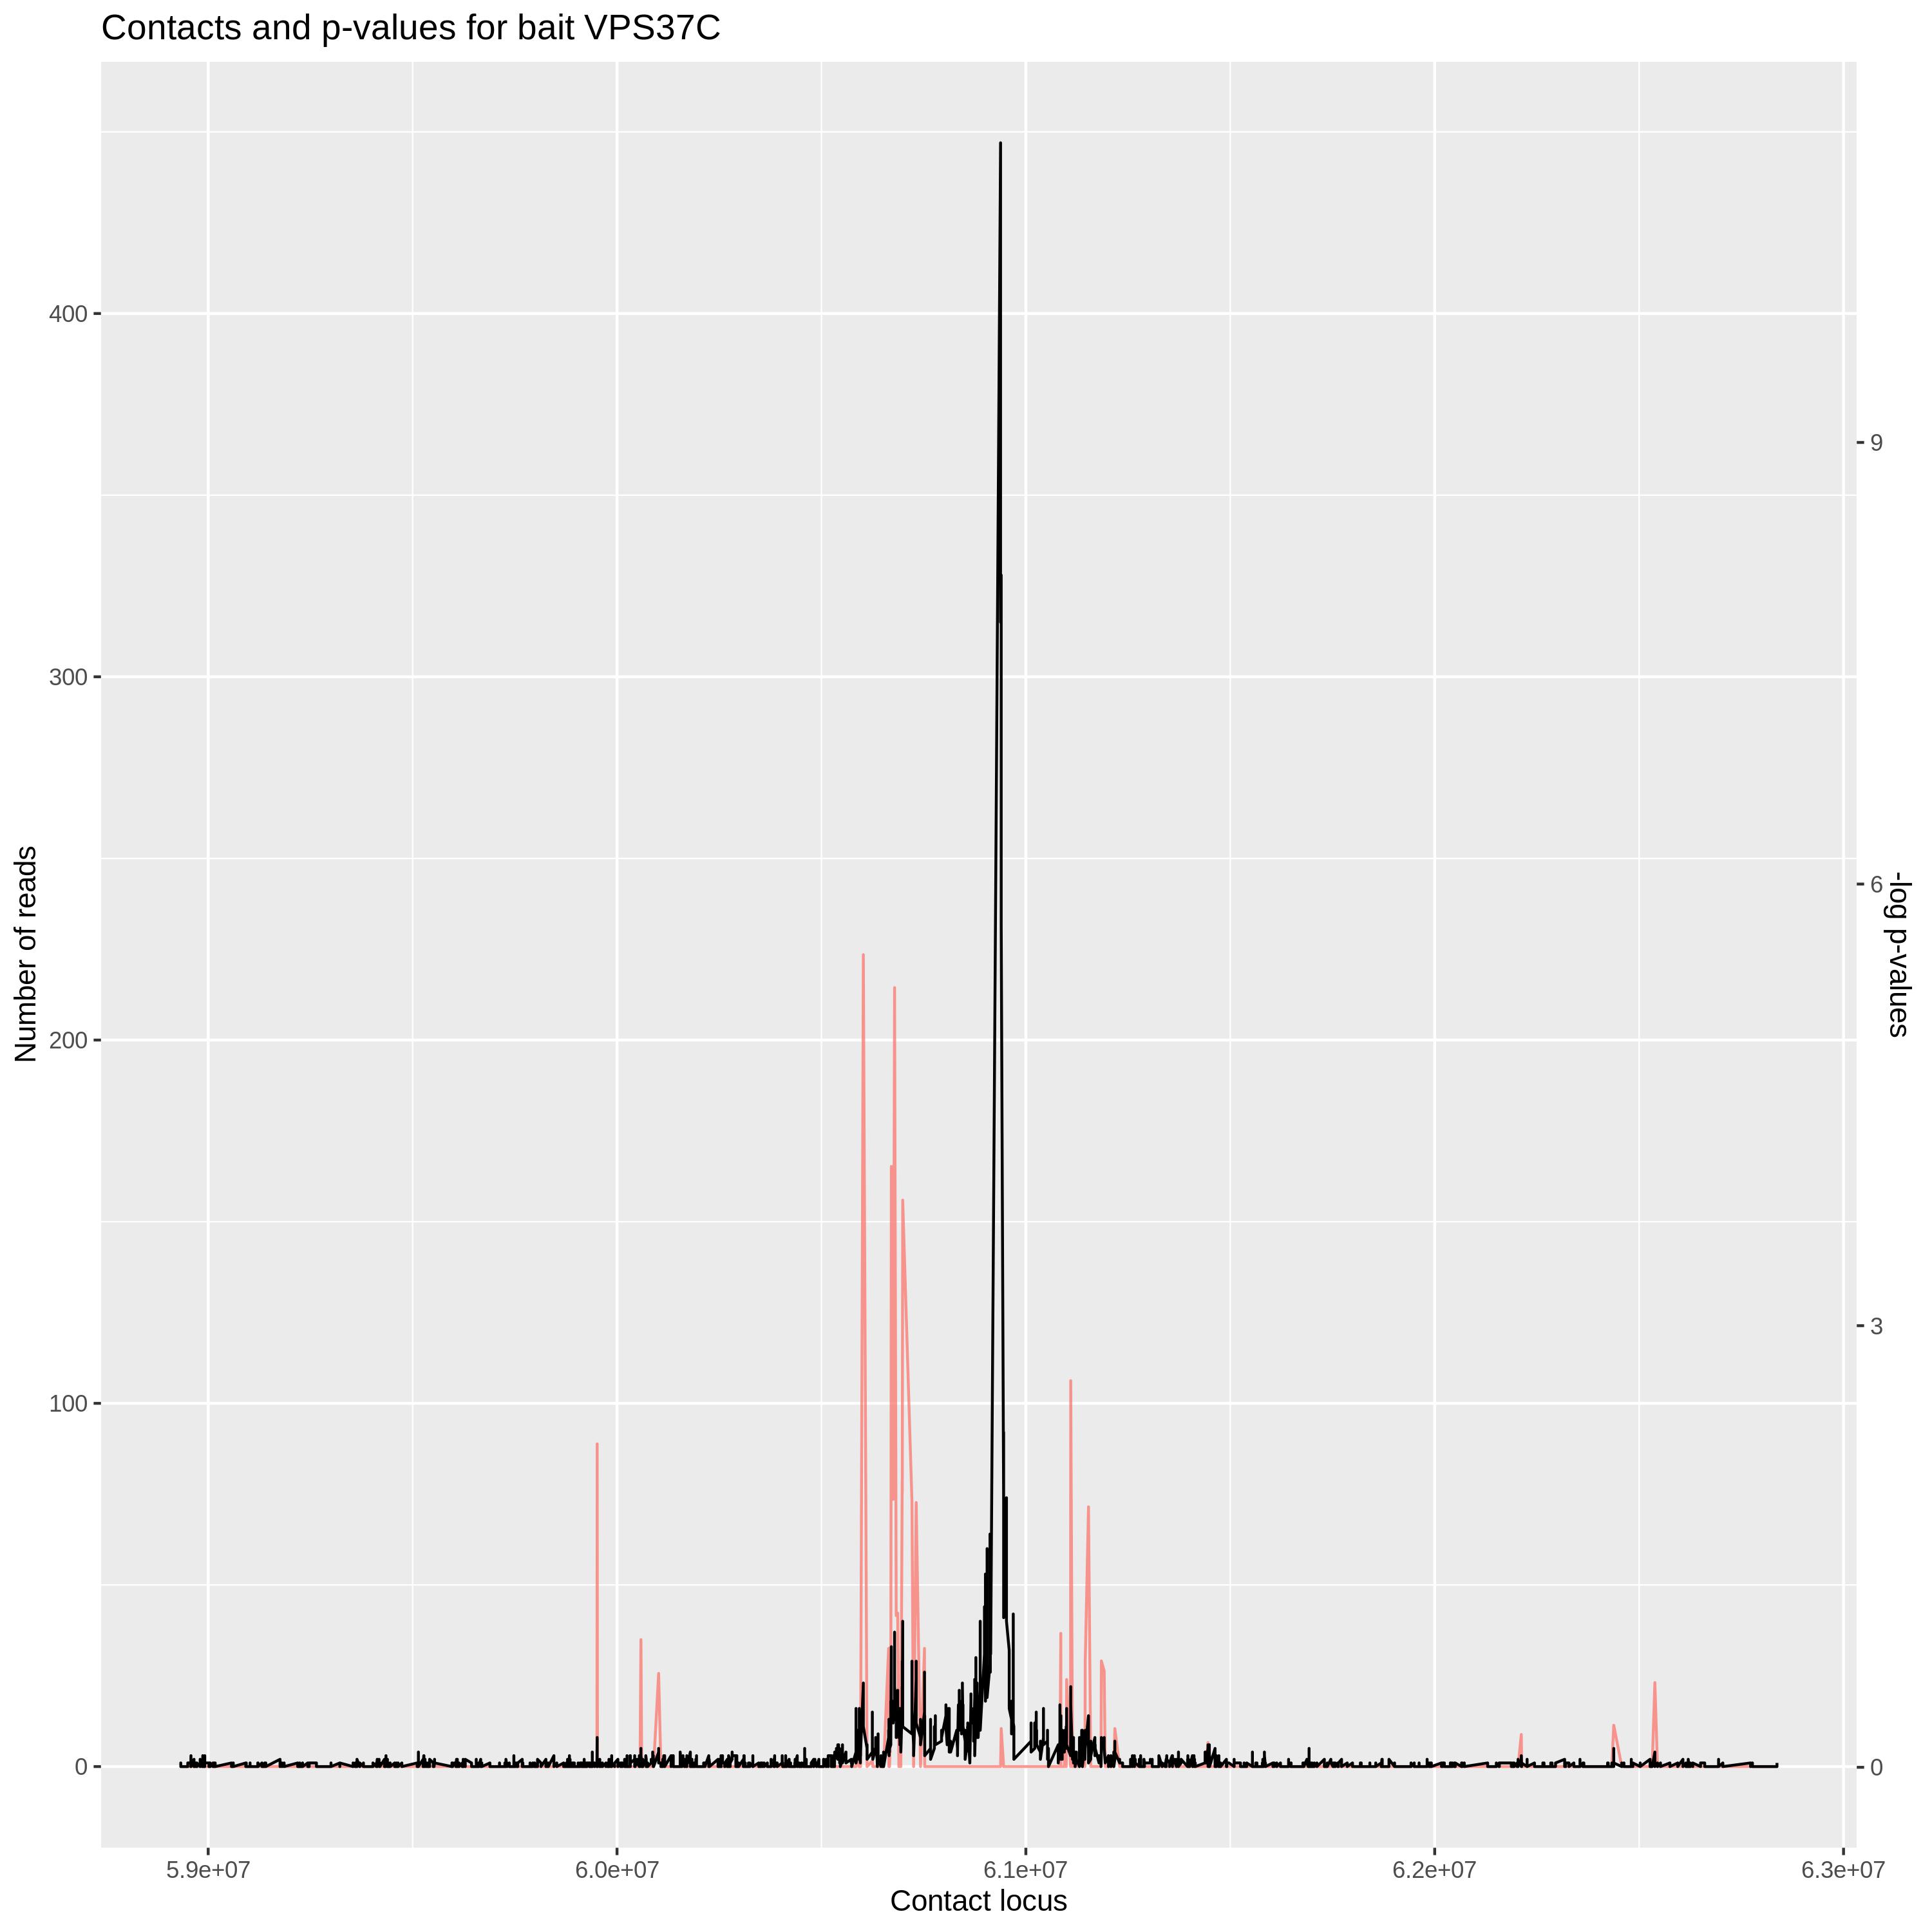 Contacts and p-values for bait VPS37C
Number of reads
400
300
200
100
0
9
6
3
0
-log p-values
5.9e+07
6.0e+07
6.1e+07
6.2e+07
6.3e+07
Contact locus